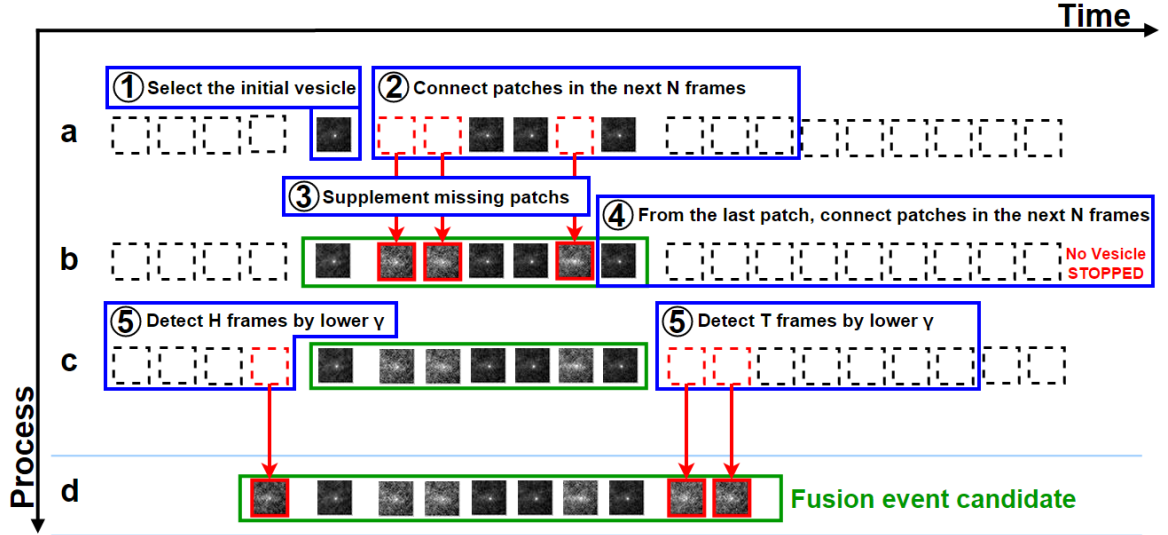 Time
① Select the initial vesicle
② Connect patches in the next N frames
a
③ Supplement missing patchs
④ From the last patch, connect patches in the next N frames
b
No Vesicle
STOPPED
⑤ Detect H frames by lower γ
⑤ Detect T frames by lower γ
c
Process
d
Fusion event candidate